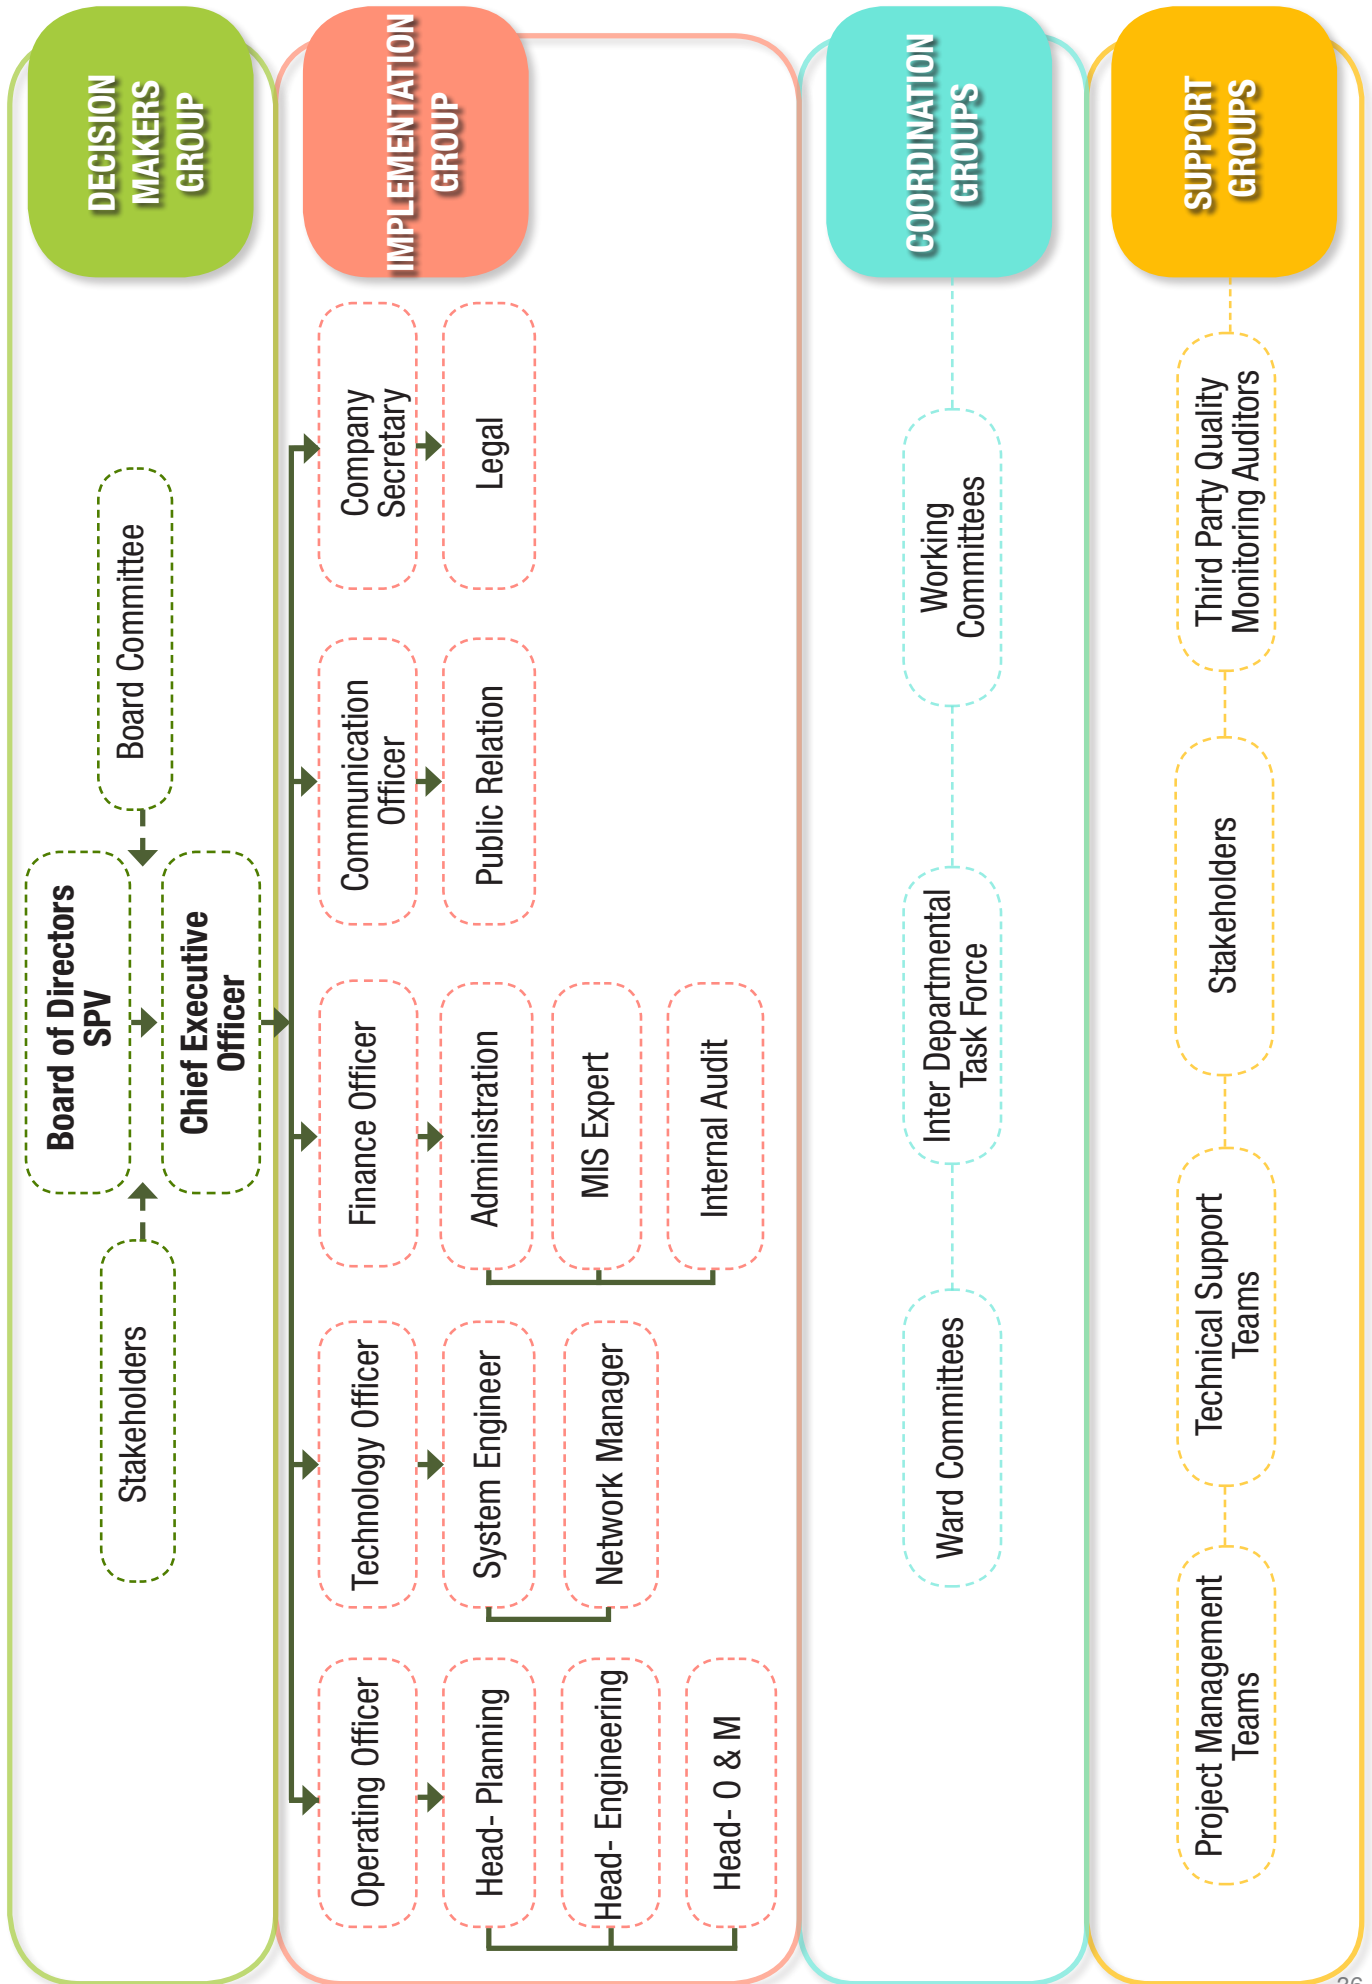 DECISION
MAKERS
GROUP
Board of Directors
SPV
Stakeholders
Board Committee
Chief Executive
Officer
IMPLEMENTATION
GROUP
Operating Officer
Technology Officer
Finance Officer
Communication
Officer
Company
Secretary
Head- Planning
System Engineer
Administration
Public Relation
Legal
Head- Engineering
Network Manager
MIS Expert
Head- O & M
Internal Audit
COORDINATION
GROUPS
Ward Committees
Inter Departmental
Task Force
Working
Committees
SUPPORT
GROUPS
Project Management
Teams
Technical Support
Teams
Stakeholders
Third Party Quality
Monitoring Auditors